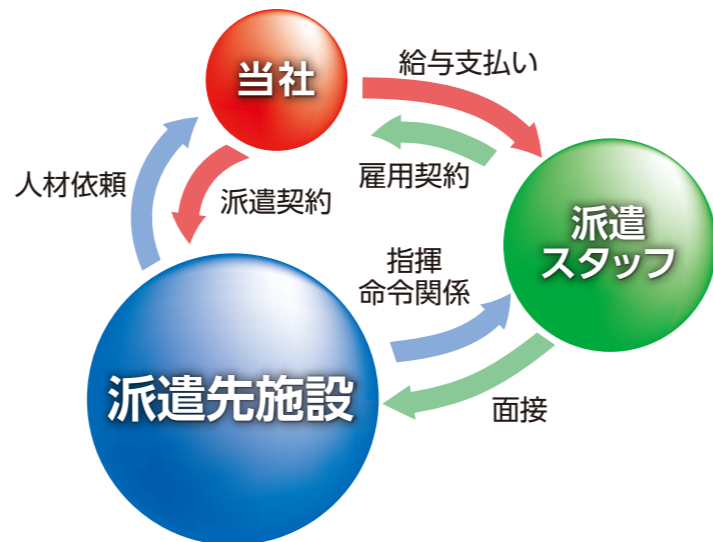 当社
給与支払い
雇用契約
人材依頼
派遣契約
派遣
スタッフ
指揮
命令関係
派遣先施設
面接